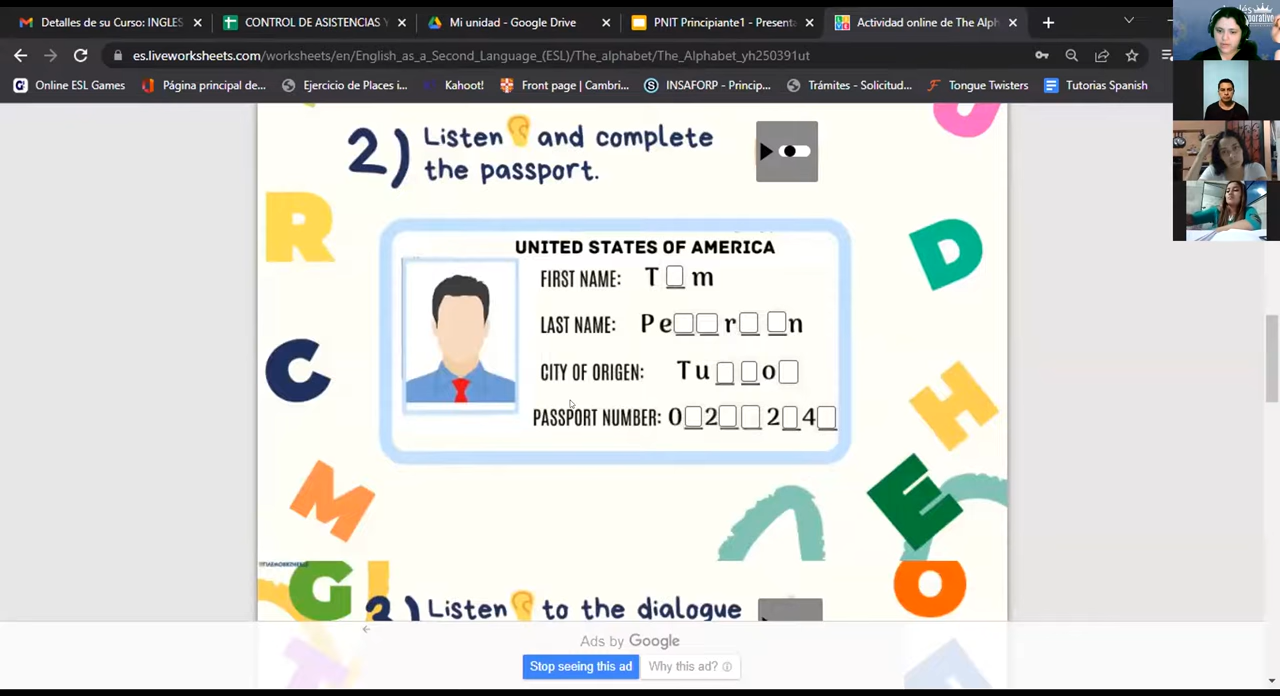 Detalles de su Curso: INGLES
CONTROL DE ASISTENCIAS Y
Mi unidad - Google Drive
PNIT Principiante1 - Present
Actividad online de The Alph
es.liveworksheets.com/worksheets/en/English_as_a_Second_Language_(ESL)/The_alphabet/The_Alphabet_yh250391ut
Online ESL Games
Página principal de...
Ejercicio de Places i...
Kahoot!
Front page | Cambri...
INSAFORP - Princip...
Trámites - Solicitud...
Tongue Twisters
Tutorias Spanish
2) Listen and complete
the passport.
R
D
C
H
M
E
G
O
UNITED STATES OF AMERICA
FIRST NAME: T m
LAST NAME: Pe r n
CITY OF ORIGEN: Tu o
PASSPORT NUMBER: 0 2 2 4
3) Listen to the dialogue
Ads by Google
Stop seeing this ad
Why this ad?